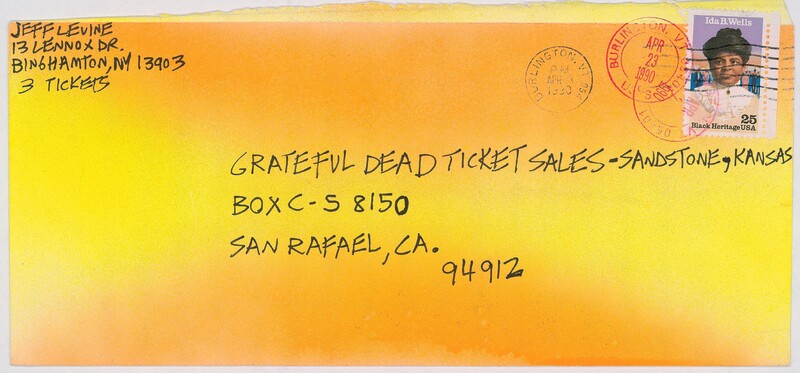 JEFF LEVINE
13 LENNOX DR.
BINGHAMTON, NY 13903
3 TICKETS
BURLINGTON, VT
APR
1990
BURLINGTON, VT
APR
23
1990
Ida B. Wells
25
Black Heritage USA
GRATEFUL DEAD TICKET SALES - SANDSTONE, KANSAS
BOX C-S 8150
SAN RAFAEL, CA.
94912